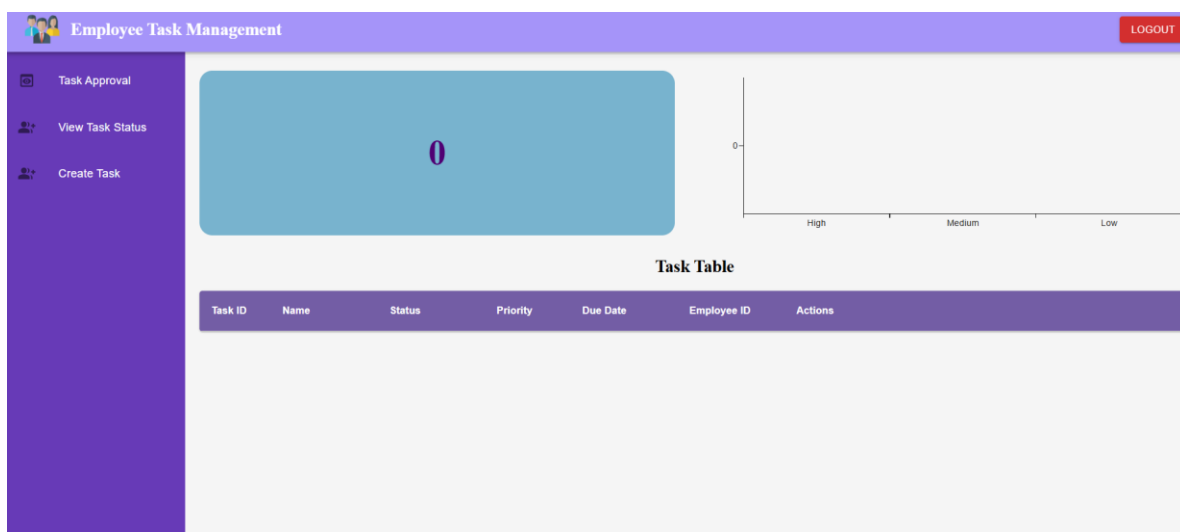 Employee Task Management
LOGOUT
Task Approval
View Task Status
Create Task
0
0
High Medium Low
Task Table
Task ID Name Status Priority Due Date Employee ID Actions